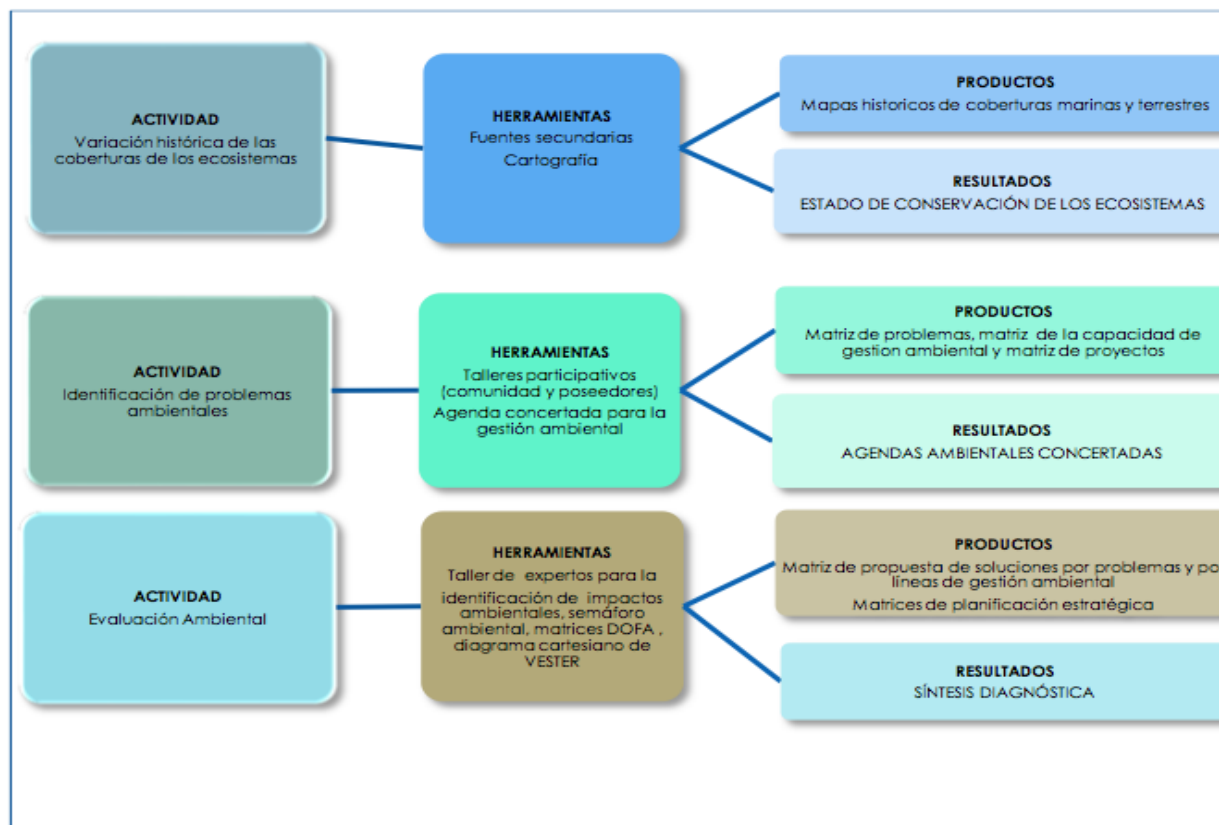 ACTIVIDAD
Variación histórica de las
coberturas de los ecosistemas
HERRAMIENTAS
Fuentes secundarias
Cartografía
PRODUCTOS
Mapas historicos de coberturas marinas y terrestres
RESULTADOS
ESTADO DE CONSERVACIÓN DE LOS ECOSISTEMAS
ACTIVIDAD
Identificación de problemas
ambientales
HERRAMIENTAS
Talleres participativos
(comunidad y poseedores)
Agenda concertada para la
gestión ambiental
PRODUCTOS
Matriz de problemas, matriz de la capacidad de
gestion ambiental y matriz de proyectos
RESULTADOS
AGENDAS AMBIENTALES CONCERTADAS
ACTIVIDAD
Evaluación Ambiental
HERRAMIENTAS
Taller de expertos para la
identificación de impactos
ambientales, semáforo
ambiental, matrices DOFA ,
diagrama cartesiano de
VESTER
PRODUCTOS
Matriz de propuesta de soluciones por problemas y po
líneas de gestión ambiental
Matrices de planificación estratégica
RESULTADOS
SÍNTESIS DIAGNÓSTICA